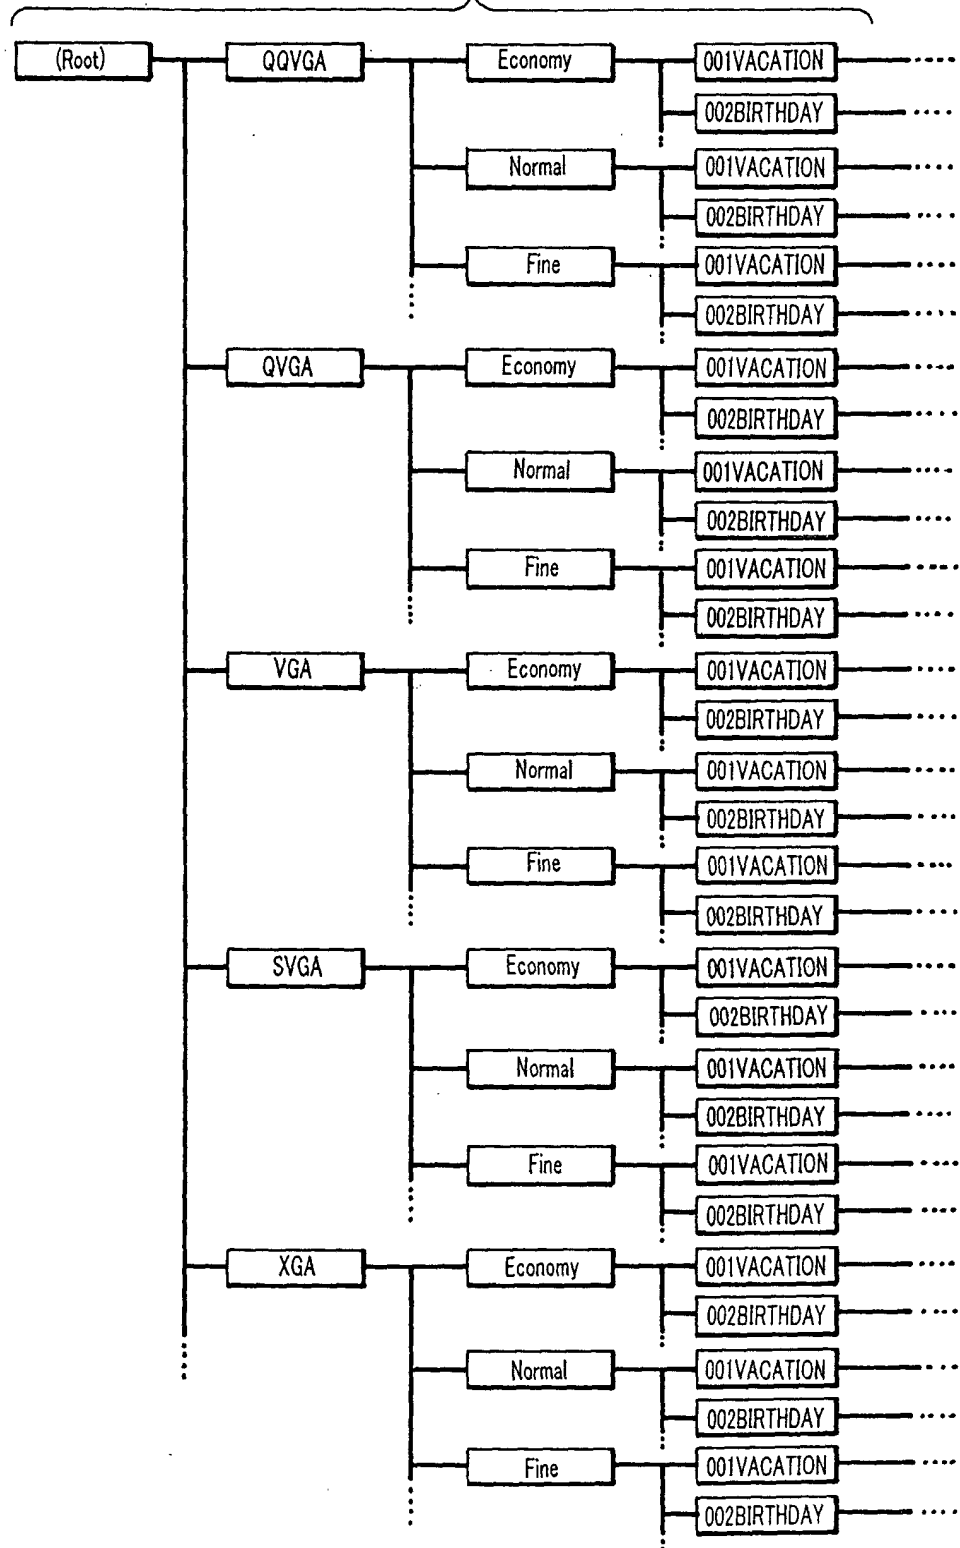 (Root) QQVGA Economy 001VACATION
002BIRTHDAY
Normal 001VACATION
002BIRTHDAY
Fine 001VACATION
002BIRTHDAY
QVGA Economy 001VACATION
002BIRTHDAY
Normal 001VACATION
002BIRTHDAY
Fine 001VACATION
002BIRTHDAY
VGA Economy 001VACATION
002BIRTHDAY
Normal 001VACATION
002BIRTHDAY
Fine 001VACATION
002BIRTHDAY
SVGA Economy 001VACATION
002BIRTHDAY
Normal 001VACATION
002BIRTHDAY
Fine 001VACATION
002BIRTHDAY
XGA Economy 001VACATION
002BIRTHDAY
Normal 001VACATION
002BIRTHDAY
Fine 001VACATION
002BIRTHDAY